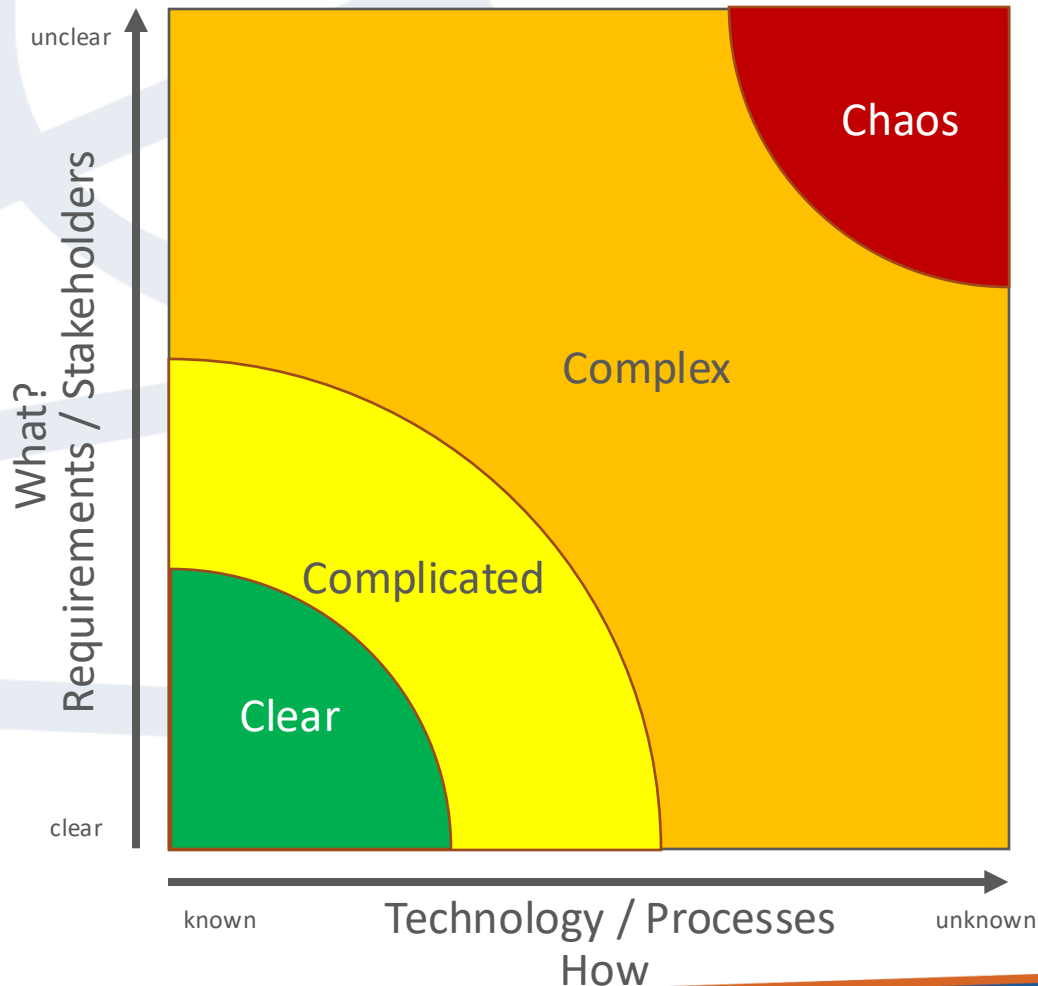 unclear
Chaos
What?
Requirements / Stakeholders
Complex
Complicated
Clear
clear
known
Technology / Processes
unknown
How